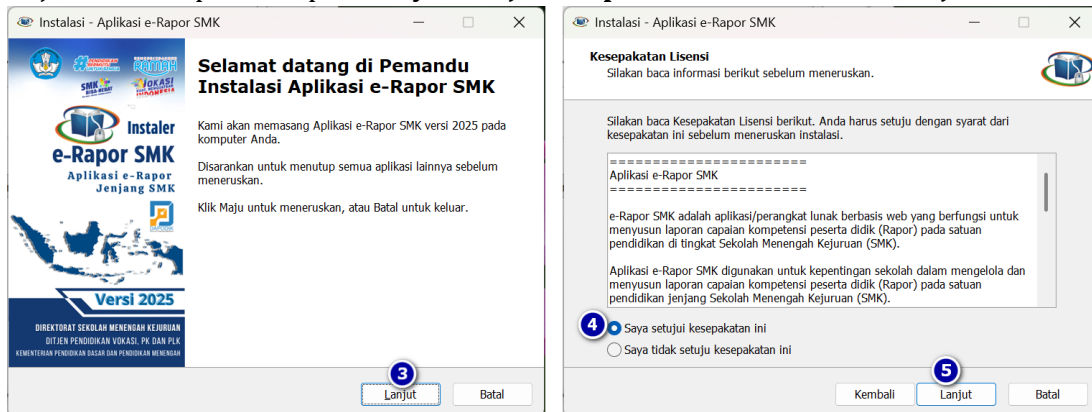 Instalasi - Aplikasi e-Rapor SMK
SMK
BISA-HEBAT
VOKASI
INDONESIA
Instaler
e-Rapor SMK
Aplikasi e-Rapor
Jenjang SMK
Versi 2025
DIREKTORAT SEKOLAH MENENGAH KEJURUAN
DITJEN PENDIDIKAN VOKASI, PK DAN PLK
KEMENTERIAN PENDIDIKAN DASAR DAN PENDIDIKAN MENENGAH
Selamat datang di Pemandu
Instalasi Aplikasi e-Rapor SMK
Kami akan memasang Aplikasi e-Rapor SMK versi 2025 pada
komputer Anda.
Disarankan untuk menutup semua aplikasi lainnya sebelum
meneruskan.
Klik Maju untuk meneruskan, atau Batal untuk keluar.
3
Lanjut
Batal
Instalasi - Aplikasi e-Rapor SMK
Kesepakatan Lisensi
Silakan baca informasi berikut sebelum meneruskan.
Silakan baca Kesepakatan Lisensi berikut. Anda harus setuju dengan syarat dari
kesepakatan ini sebelum meneruskan instalasi.
=======================
Aplikasi e-Rapor SMK
=======================
e-Rapor SMK adalah aplikasi/perangkat lunak berbasis web yang berfungsi untuk
menyusun laporan capaian kompetensi peserta didik (Rapor) pada satuan
pendidikan di tingkat Sekolah Menengah Kejuruan (SMK).
Aplikasi e-Rapor SMK digunakan untuk kepentingan sekolah dalam mengelola dan
menyusun laporan capaian kompetensi peserta didik (Rapor) pada satuan
pendidikan jenjang Sekolah Menengah Kejuruan (SMK).
4
Saya setujui kesepakatan ini
Saya tidak setuju kesepakatan ini
5
Kembali
Lanjut
Batal